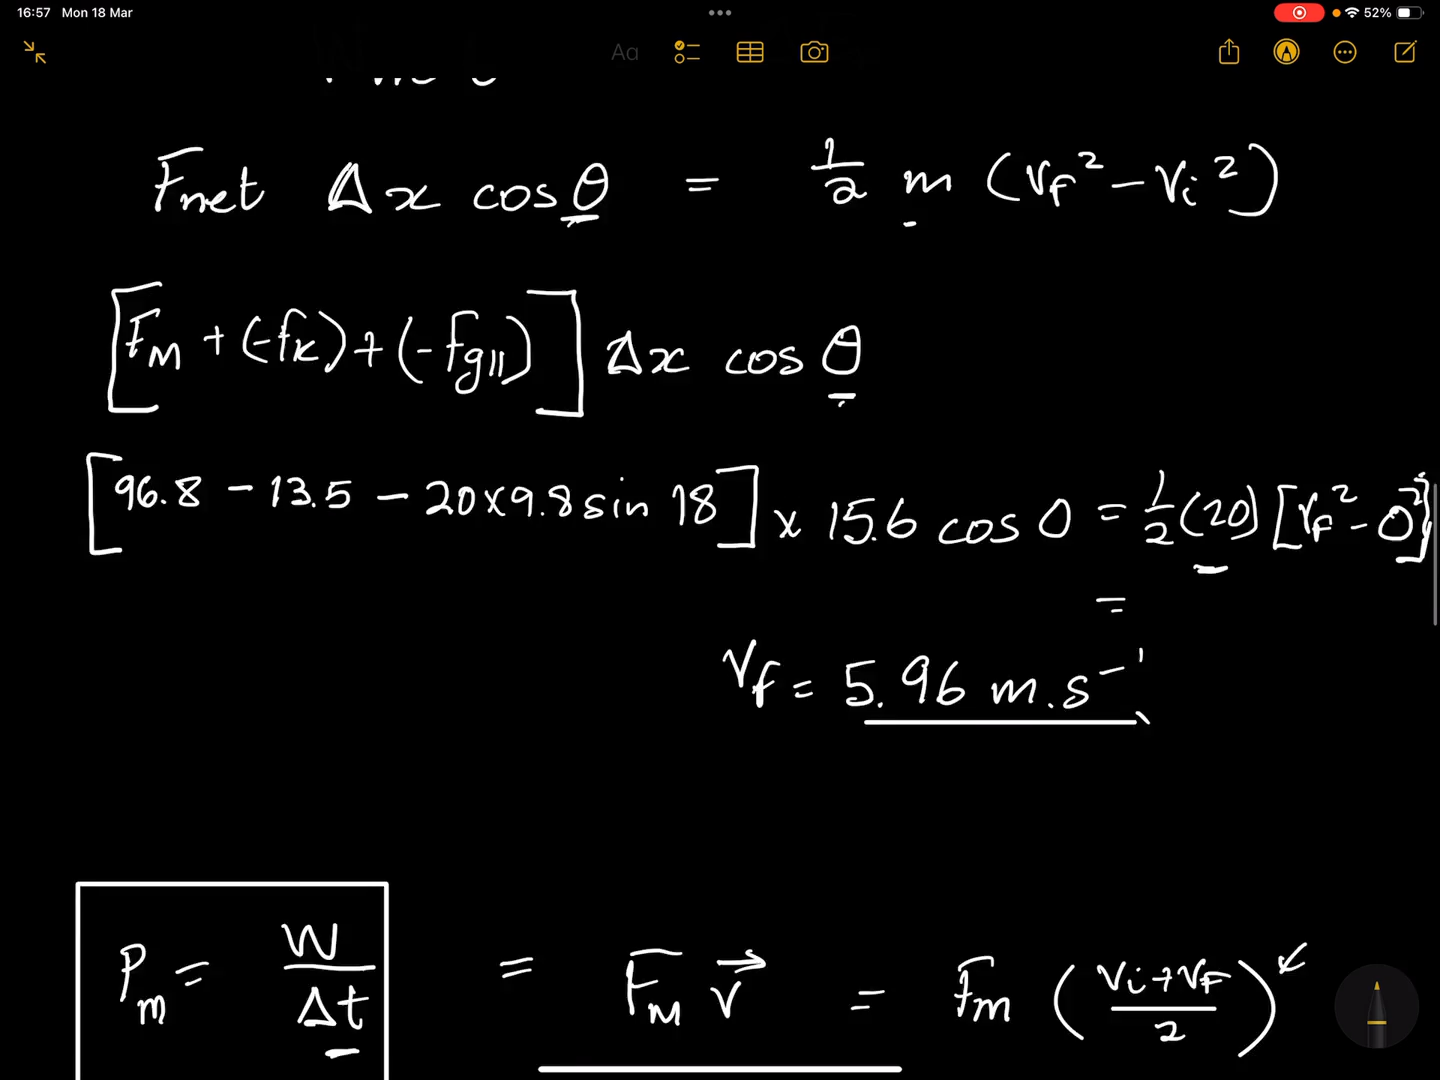 16:57 Mon 18 Mar 52%
Aa
Fnet Δx cosθ = 1/2 m (vf² - vi²)
[FM + (-fk) + (-Fg||)] Δx cos θ
[96.8 - 13.5 - 20×9.8 sin 18] × 15.6 cos 0 = 1/2 (20) [vf² - 0²]
=
vf = 5.96 m.s⁻¹
Pm = W/Δt = FM v⃗ = Fm ((vi+vf)/2)